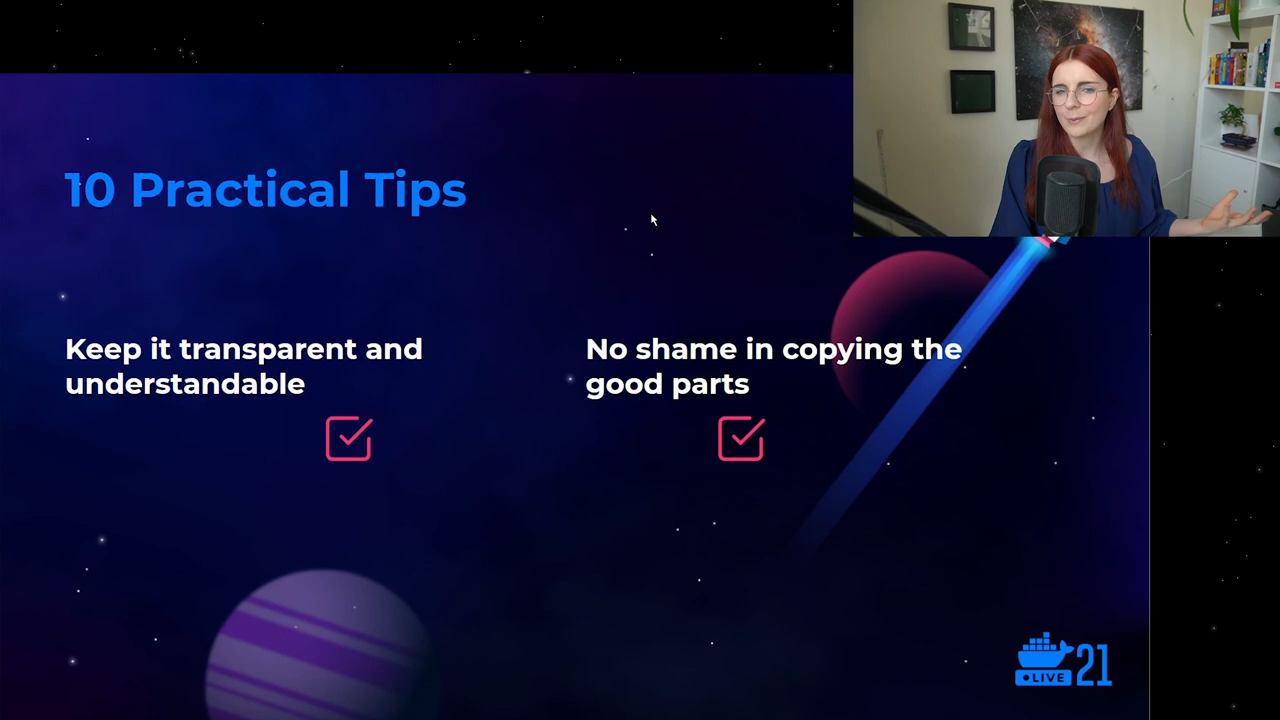 10 Practical Tips
Keep it transparent and
understandable
No shame in copying the
good parts
LIVE 21